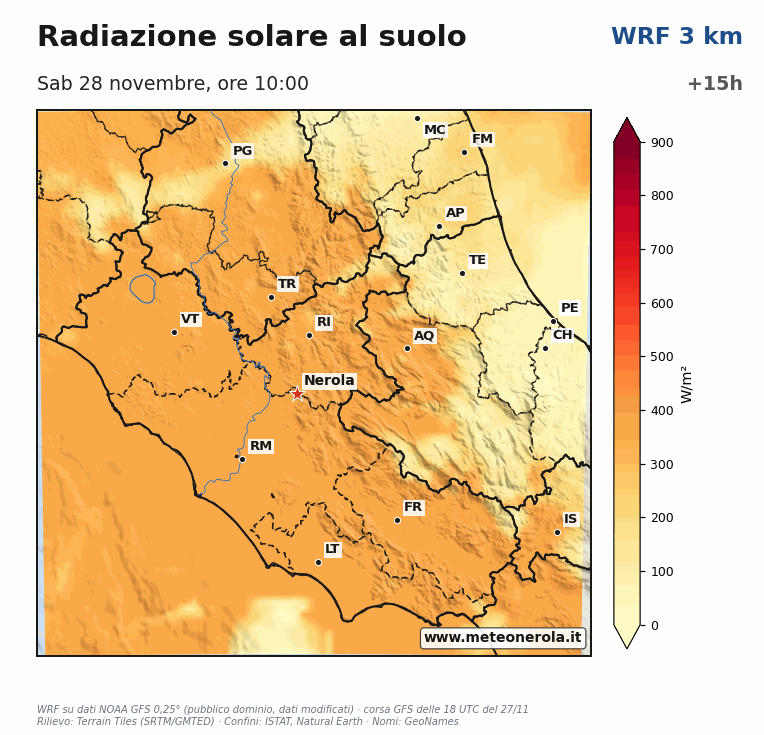 Radiazione solare al suolo
WRF 3 km
Sab 28 novembre, ore 10:00
+15h
MC
FM
PG
AP
TE
TR
PE
VT
RI
CH
AQ
Nerola
RM
FR
IS
LT
www.meteonerola.it
900
800
700
600
500
400
300
200
100
0
W/m²
WRF su dati NOAA GFS 0,25° (pubblico dominio, dati modificati) · corsa GFS delle 18 UTC del 27/11
Rilievo: Terrain Tiles (SRTM/GMTED) · Confini: ISTAT, Natural Earth · Nomi: GeoNames